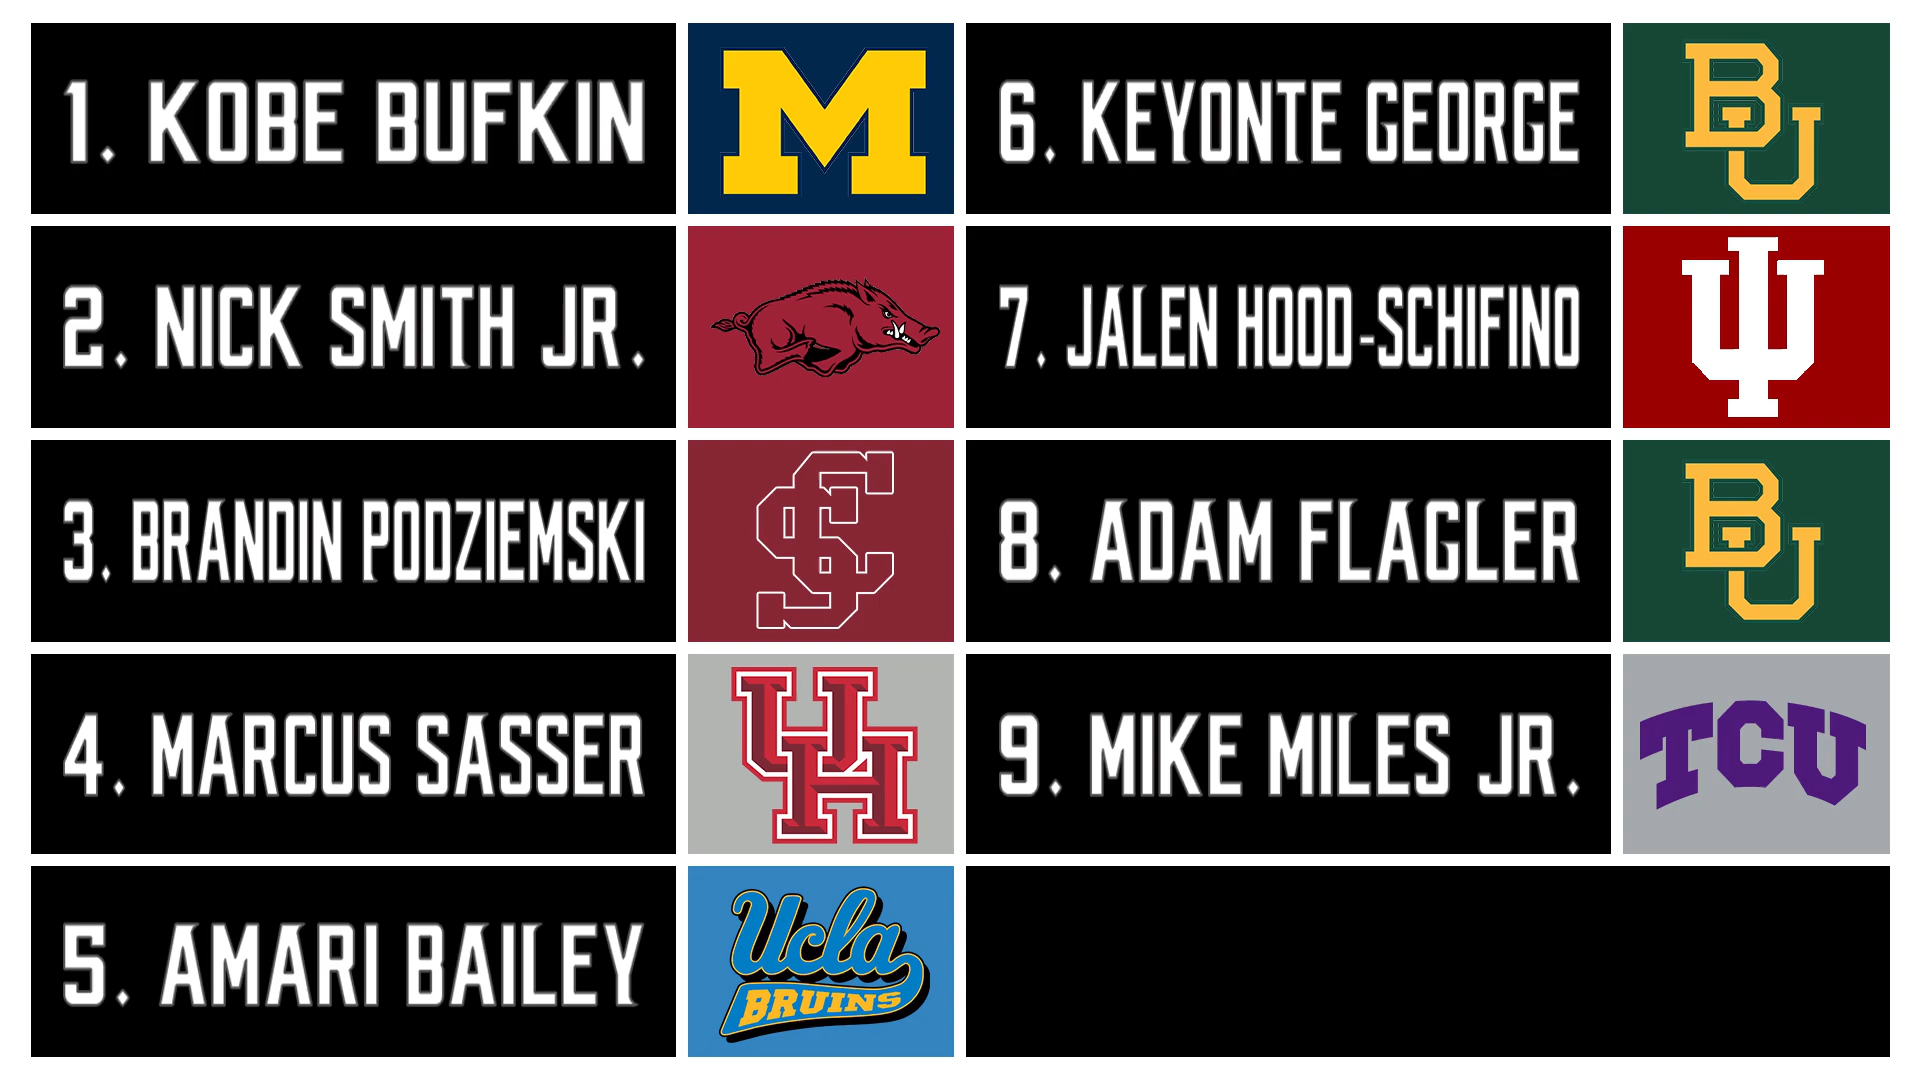 1. KOBE BUFKIN
M
2. NICK SMITH JR.
3. BRANDIN PODZIEMSKI
SC
4. MARCUS SASSER
UH
5. AMARI BAILEY
Ucla
BRUINS
6. KEYONTE GEORGE
BU
7. JALEN HOOD-SCHIFINO
IU
8. ADAM FLAGLER
BU
9. MIKE MILES JR.
TCU